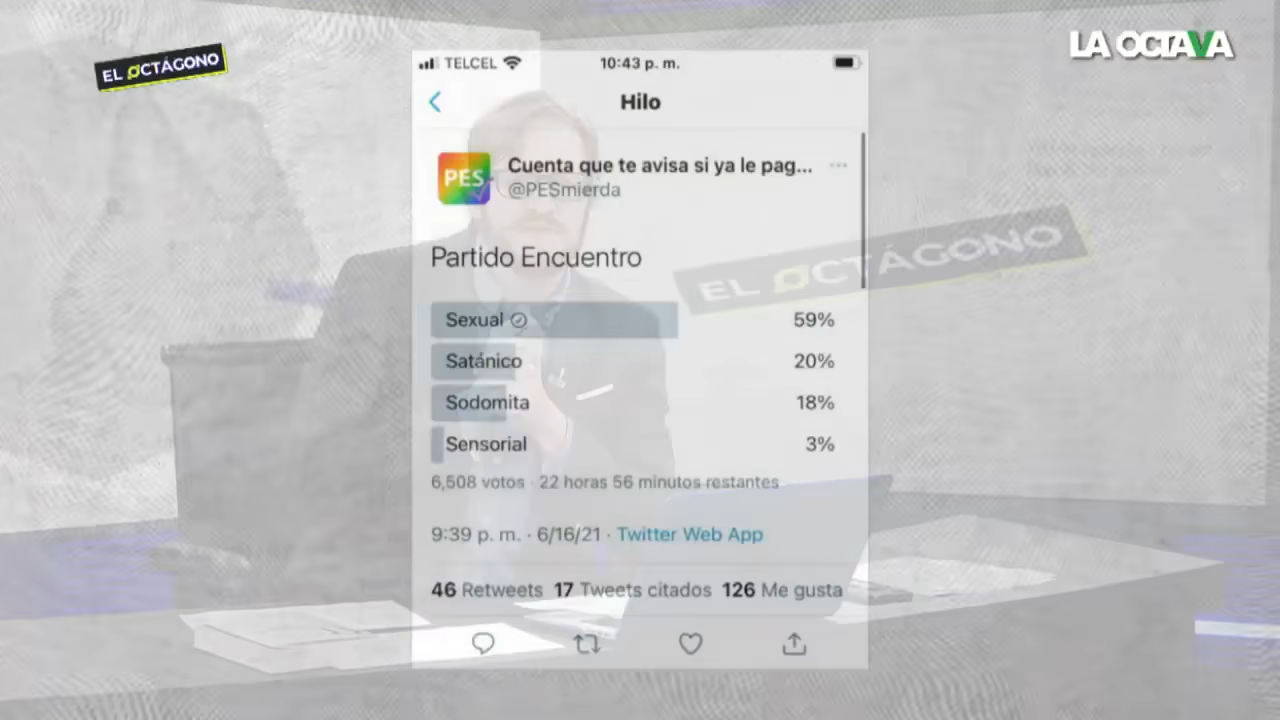 EL OCTÁGONO
LA OCTAVA
TELCEL 10:43 p. m.
Hilo
PES
Cuenta que te avisa si ya le pag... ...
@PESmierda
Partido Encuentro
EL OCTÁGONO
Sexual 59%
Satánico 20%
Sodomita 18%
Sensorial 3%
6,508 votos · 22 horas 56 minutos restantes
9:39 p. m. · 6/16/21 · Twitter Web App
46 Retweets 17 Tweets citados 126 Me gusta